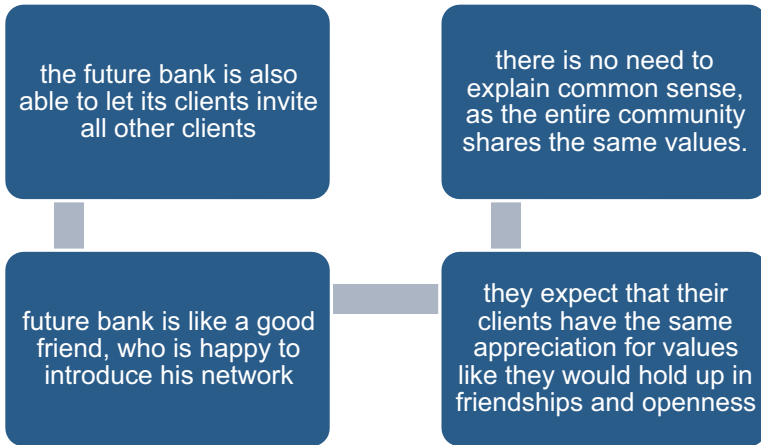 the future bank is also
able to let its clients invite
all other clients
future bank is like a good
friend, who is happy to
introduce his network
they expect that their
clients have the same
appreciation for values
like they would hold up in
friendships and openness
there is no need to
explain common sense,
as the entire community
shares the same values.